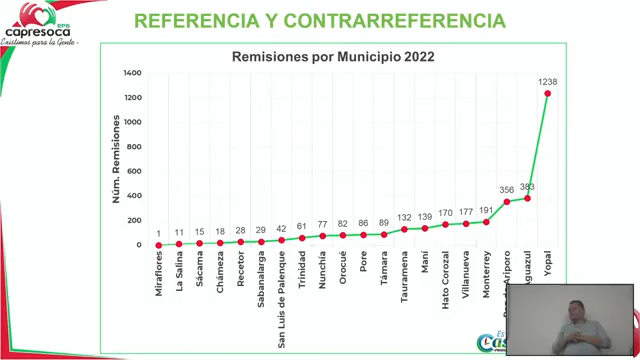 REFERENCIA Y CONTRARREFERENCIA
EPS
capresoca
Existimos para la Gente
Remisiones por Municipio 2022
Núm. Remisiones
1400
1200
1000
800
600
400
200
0
1
11
15
18
28
29
42
61
77
82
86
89
132
139
170
177
191
356
383
1238
Miraflores
La Salina
Sácama
Chámeza
Recetor
Sabanalarga
San Luis de Palenque
Trinidad
Nunchía
Orocué
Pore
Támara
Tauramena
Maní
Hato Corozal
Villanueva
Monterrey
Ariporo
Aguazul
Yopal
Es